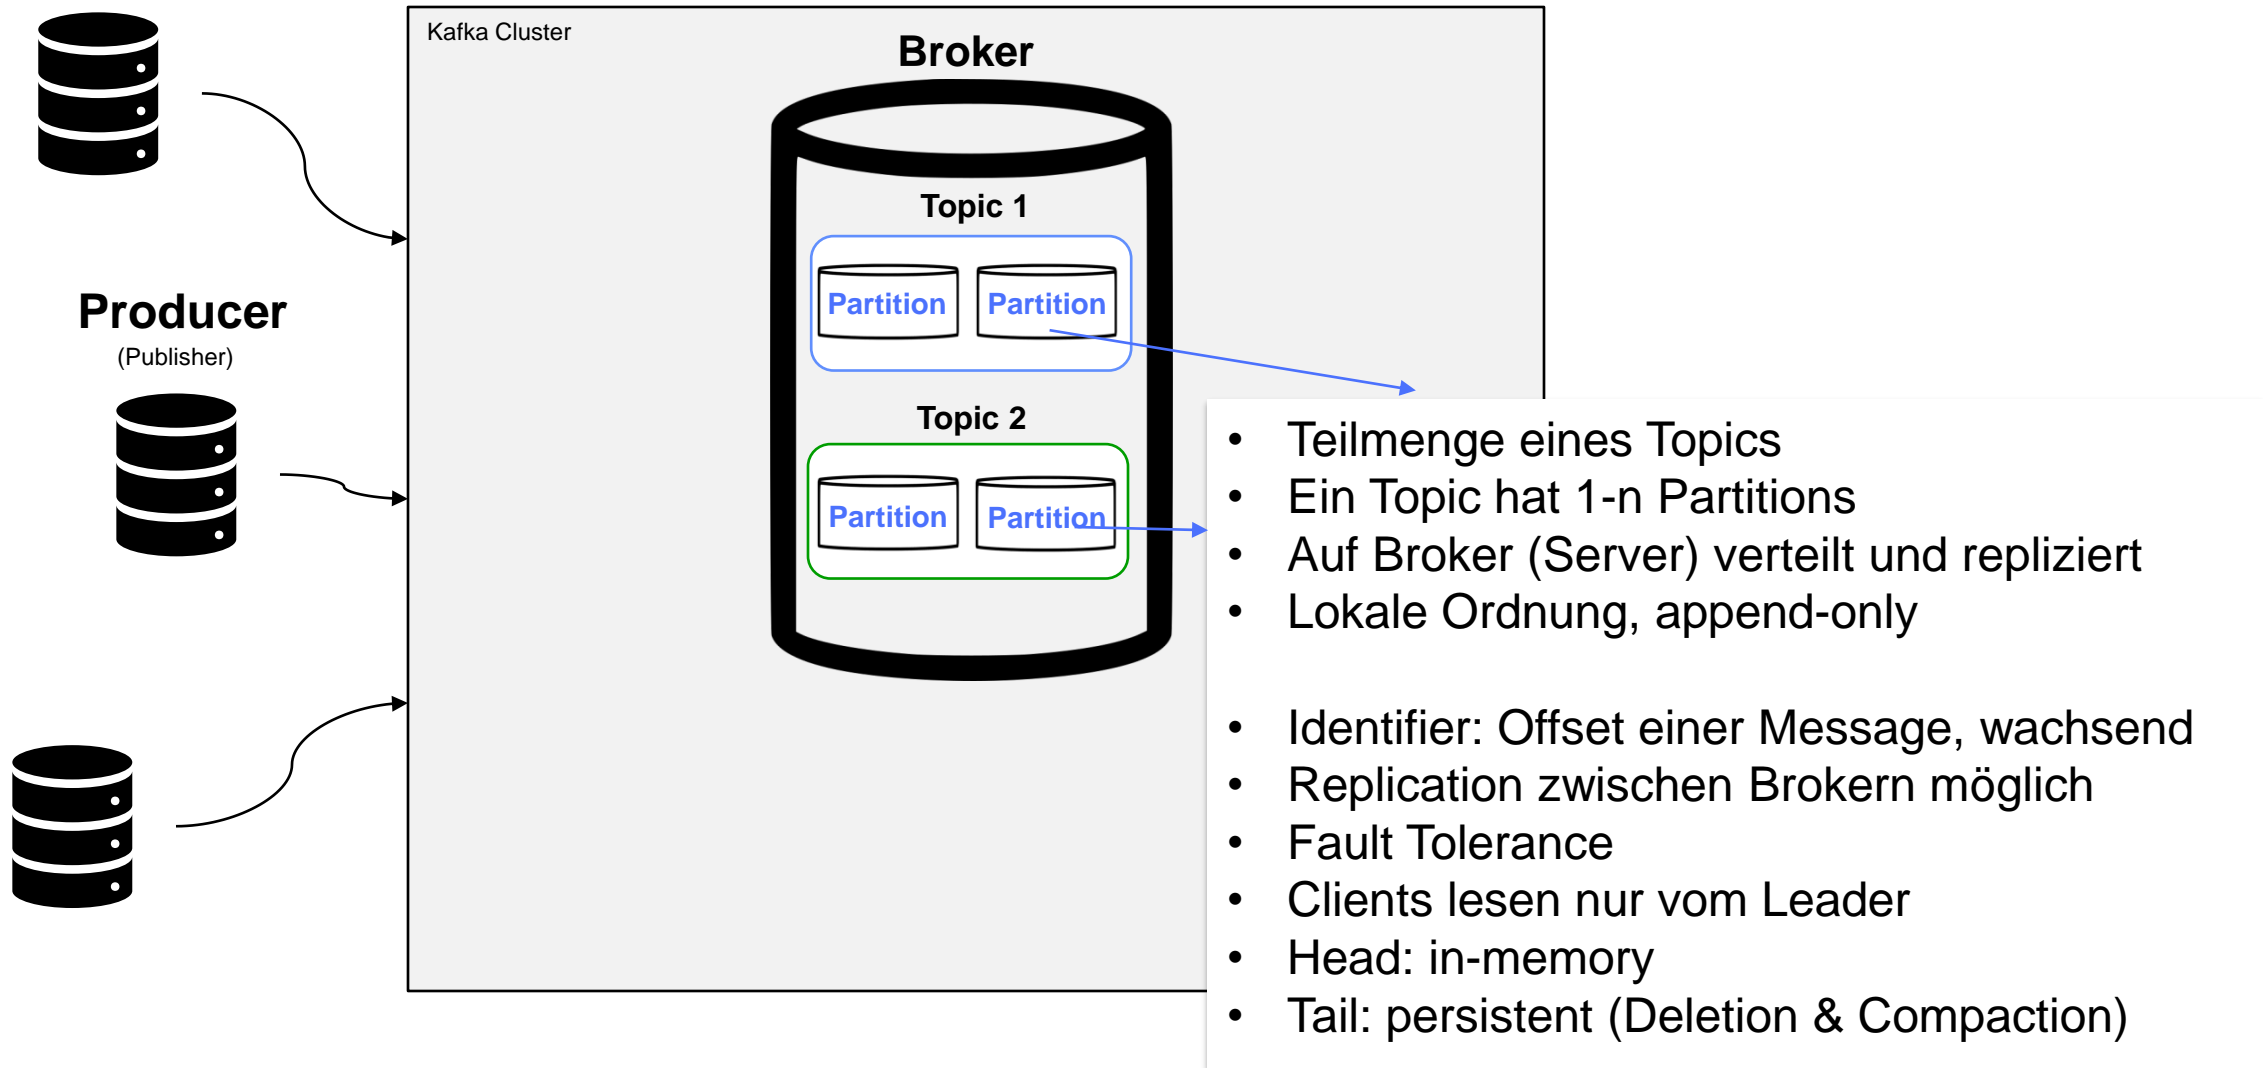 Kafka Cluster
Broker
Topic 1
Partition Partition
Producer
(Publisher)
Topic 2
Partition Partition
• Teilmenge eines Topics
• Ein Topic hat 1-n Partitions
• Auf Broker (Server) verteilt und repliziert
• Lokale Ordnung, append-only
• Identifier: Offset einer Message, wachsend
• Replication zwischen Brokern möglich
• Fault Tolerance
• Clients lesen nur vom Leader
• Head: in-memory
• Tail: persistent (Deletion & Compaction)